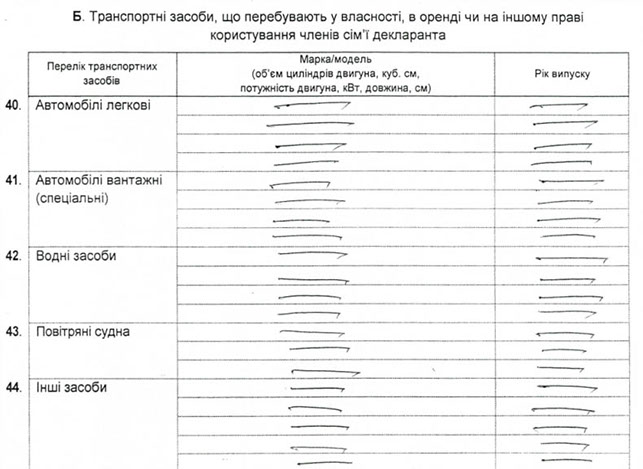 Б. Транспортні засоби, що перебувають у власності, в оренді чи на іншому праві
користування членів сім'ї декларанта
Перелік транспортних
засобів
Марка/модель
(об'єм циліндрів двигуна, куб. см,
потужність двигуна, кВт, довжина, см)
Рік випуску
40. Автомобілі легкові
41. Автомобілі вантажні
(спеціальні)
42. Водні засоби
43. Повітряні судна
44. Інші засоби